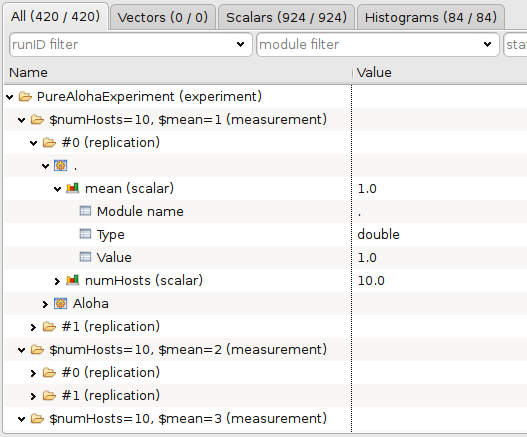 All (420 / 420) Vectors (0 / 0) Scalars (924 / 924) Histograms (84 / 84)
runID filter module filter sta
Name Value
PureAlohaExperiment (experiment)
$numHosts=10, $mean=1 (measurement)
#0 (replication)
.
mean (scalar) 1.0
Module name .
Type double
Value 1.0
numHosts (scalar) 10.0
Aloha
#1 (replication)
$numHosts=10, $mean=2 (measurement)
#0 (replication)
#1 (replication)
$numHosts=10, $mean=3 (measurement)